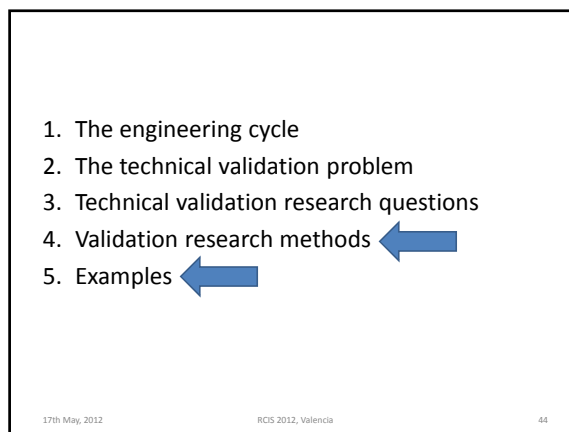 1. The engineering cycle
2. The technical validation problem
3. Technical validation research questions
4. Validation research methods
5. Examples
17th May, 2012 RCIS 2012, Valencia 44